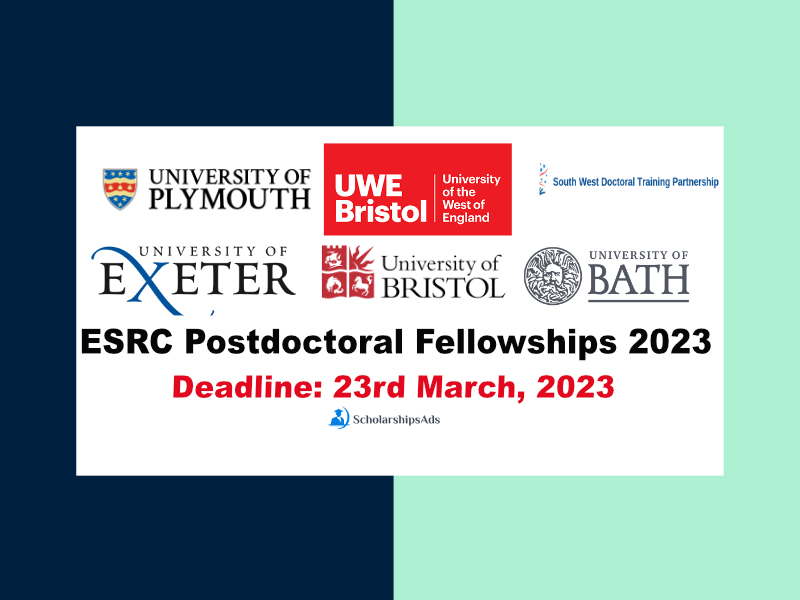 UNIVERSITY OF
PLYMOUTH
UWE
Bristol
University
of the
West of
England
South West Doctoral Training Partnership
UNIVERSITY OF
EXETER
University of
BRISTOL
UNIVERSITY OF
BATH
ESRC Postdoctoral Fellowships 2023
Deadline: 23rd March, 2023
ScholarshipsAds